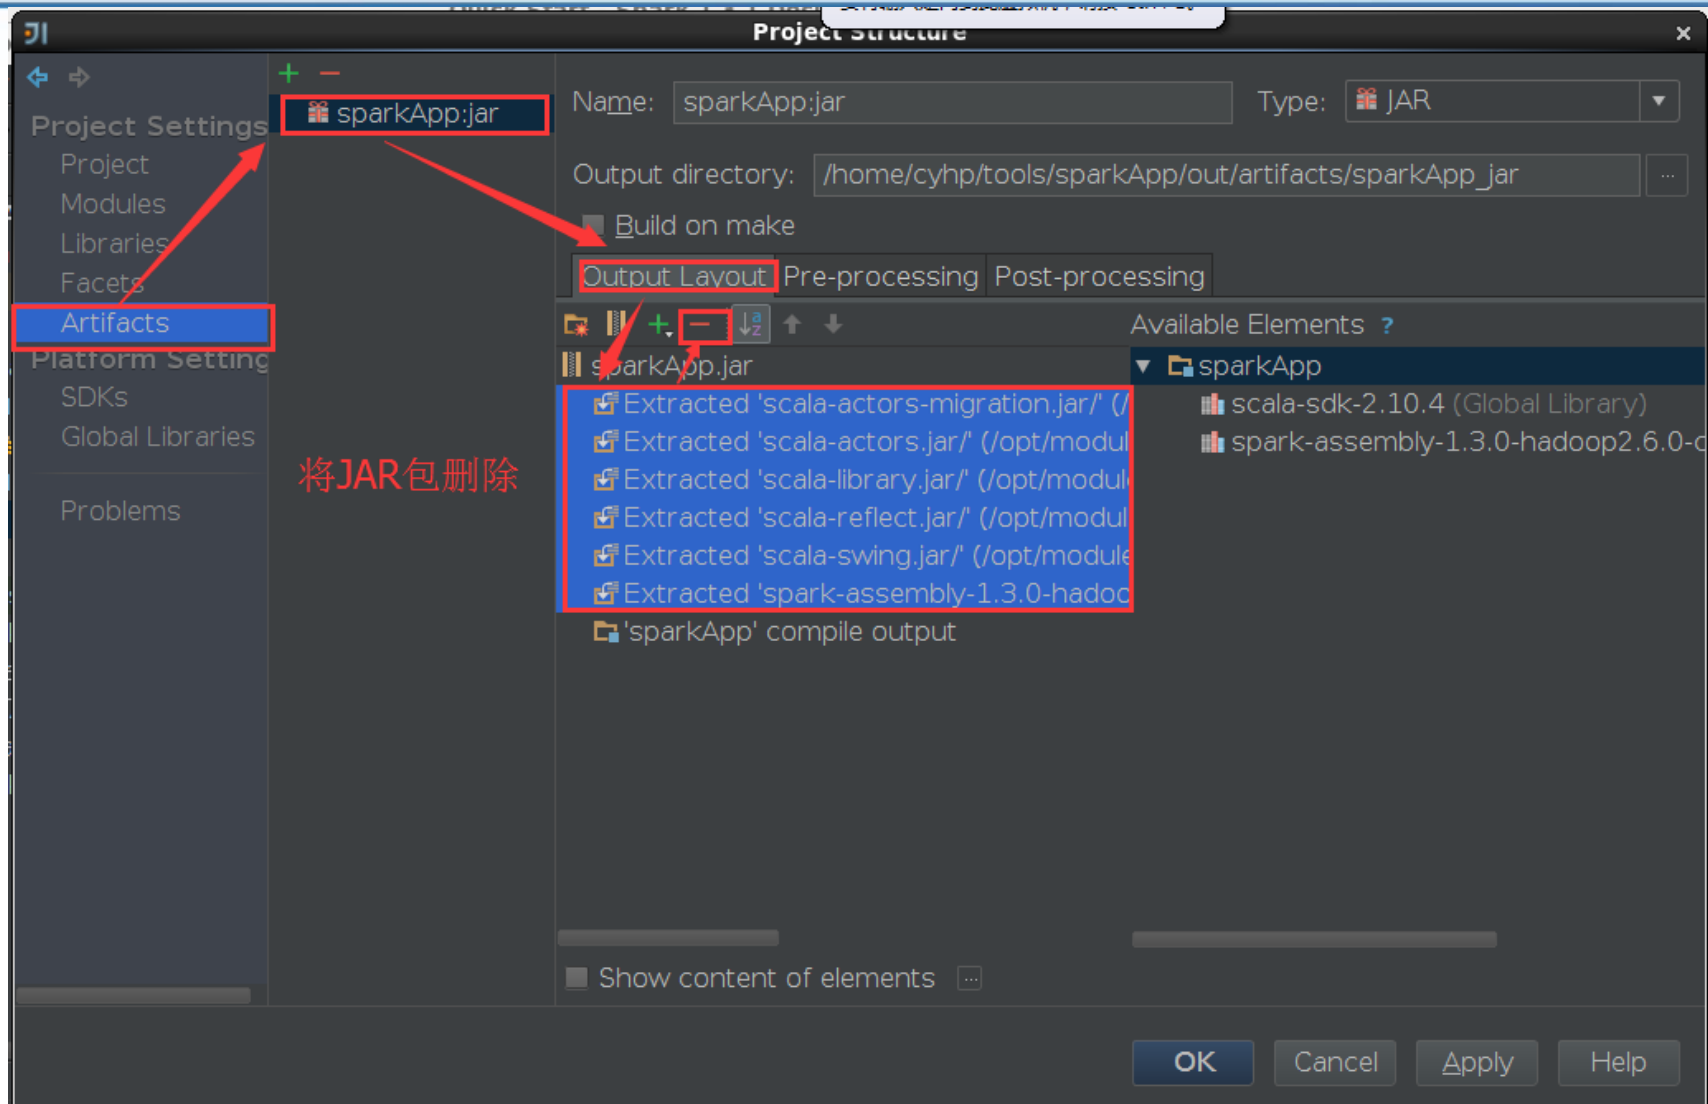 Project Structure
Project Settings
Project
Modules
Libraries
Facets
Artifacts
Platform Setting
SDKs
Global Libraries
Problems
sparkApp:jar
将JAR包删除
Name: sparkApp:jar
Type: JAR
Output directory: /home/cyhp/tools/sparkApp/out/artifacts/sparkApp_jar
Build on make
Output Layout Pre-processing Post-processing
Available Elements ?
sparkApp.jar
Extracted 'scala-actors-migration.jar/' (/
Extracted 'scala-actors.jar/' (/opt/modul
Extracted 'scala-library.jar/' (/opt/modul
Extracted 'scala-reflect.jar/' (/opt/modul
Extracted 'scala-swing.jar/' (/opt/module
Extracted 'spark-assembly-1.3.0-hadoo
'sparkApp' compile output
sparkApp
scala-sdk-2.10.4 (Global Library)
spark-assembly-1.3.0-hadoop2.6.0-c
Show content of elements
OK Cancel Apply Help